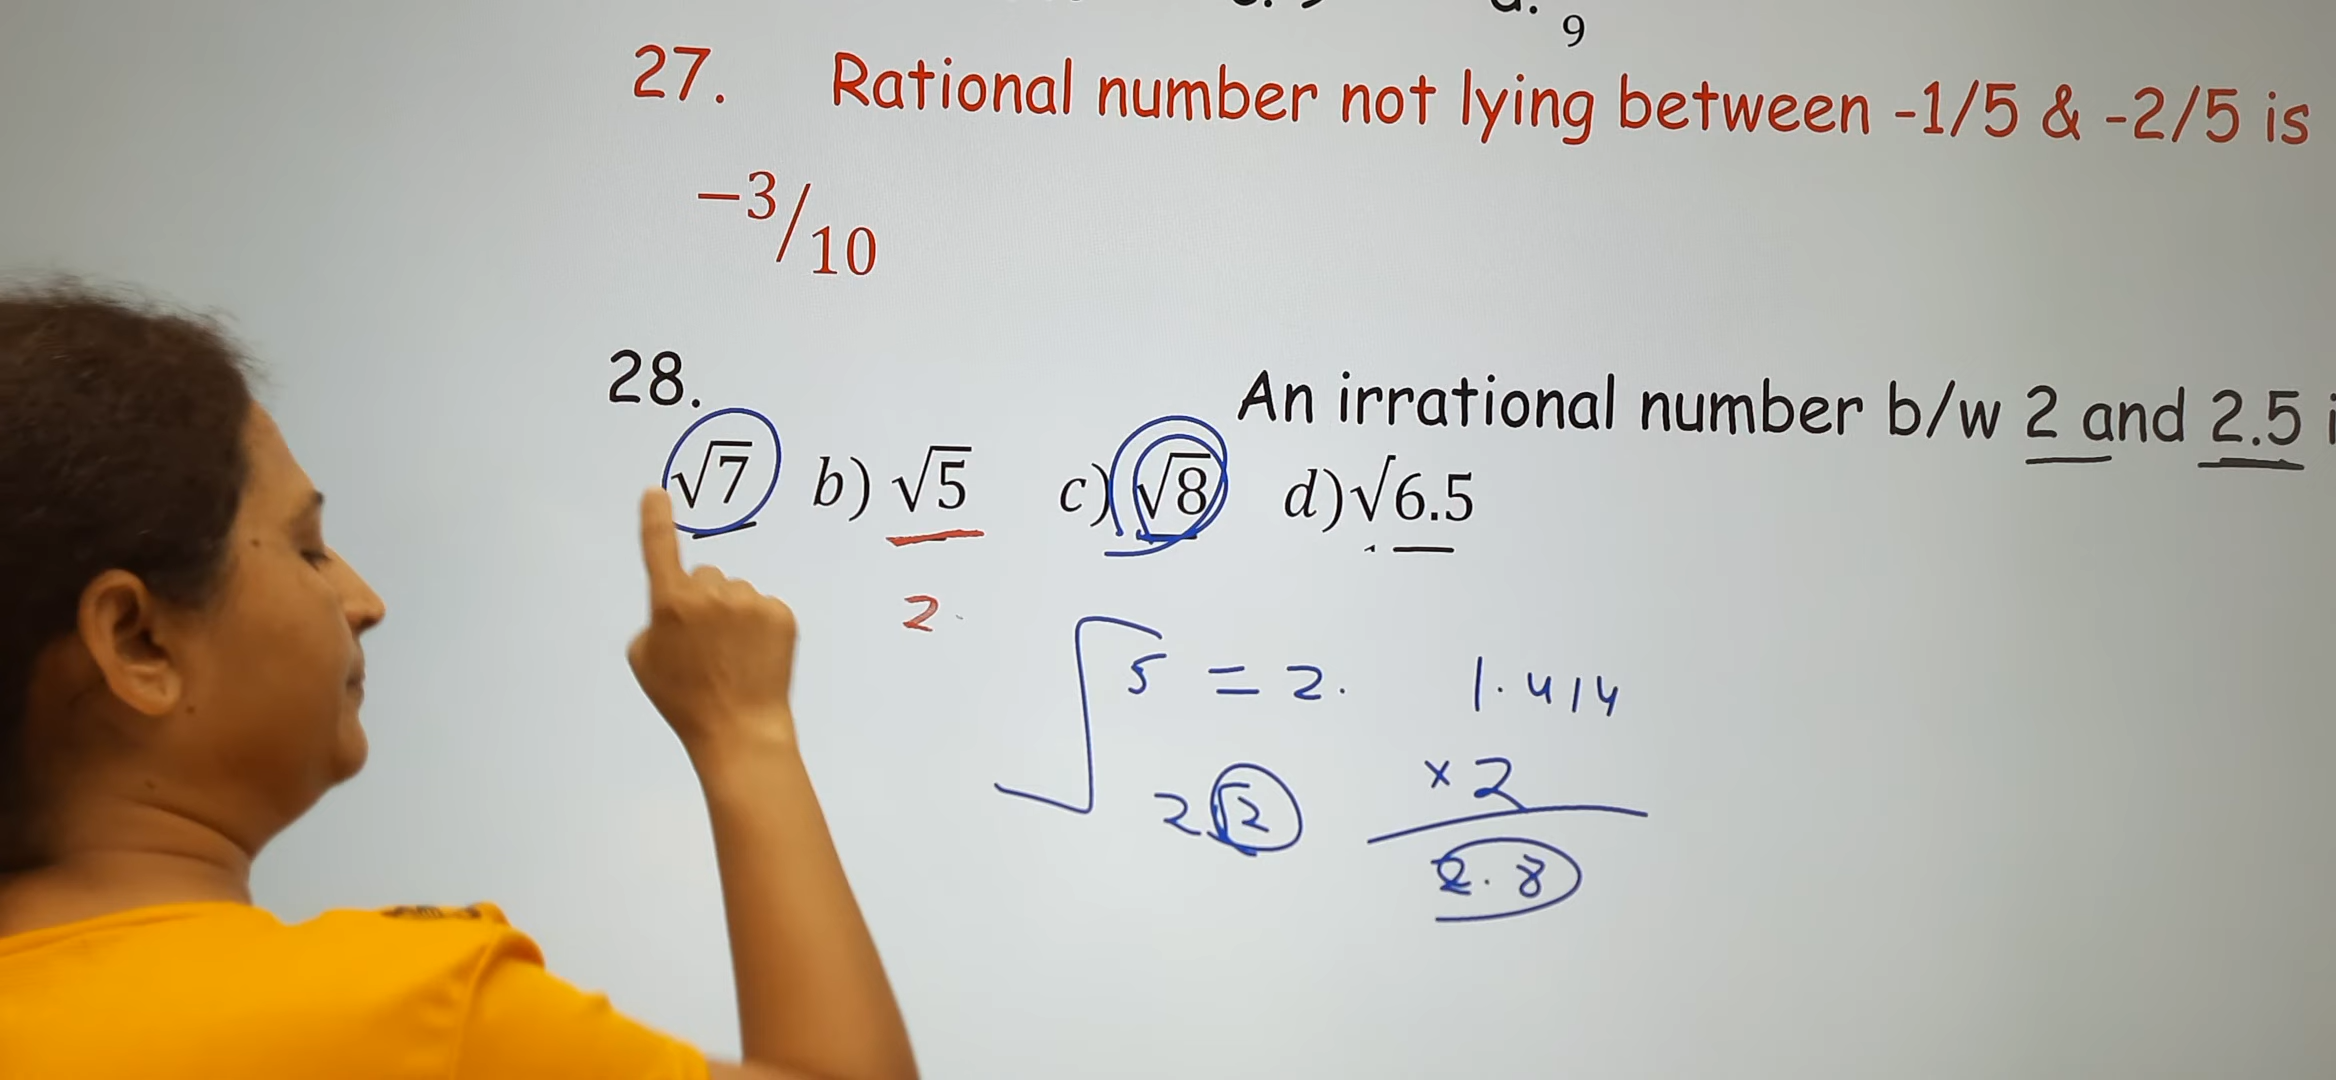 9
27. Rational number not lying between -1/5 & -2/5 is
−3/10
28.
An irrational number b/w 2 and 2.5
√7 b) √5 c) √8 d)√6.5
2.
√5 = 2.
2√2
1.414
× 2
2.8